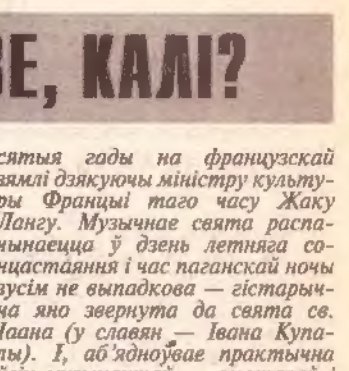 ЗЕ, КАЛІ?
сятыя гады на французскай
зямлі дзякуючы міністру культу-
ры Францыі таго часу Жаку
Лангу. Музычнае свята распа-
чынаецца ў дзень летняга со-
нцастаяння і час паганскай ночы
зусім не выпадкова — гістарыч-
на яно звернута да свята св.
Іаана (у славян — Івана Купа-
лы). І, аб'ядноўвае практычна